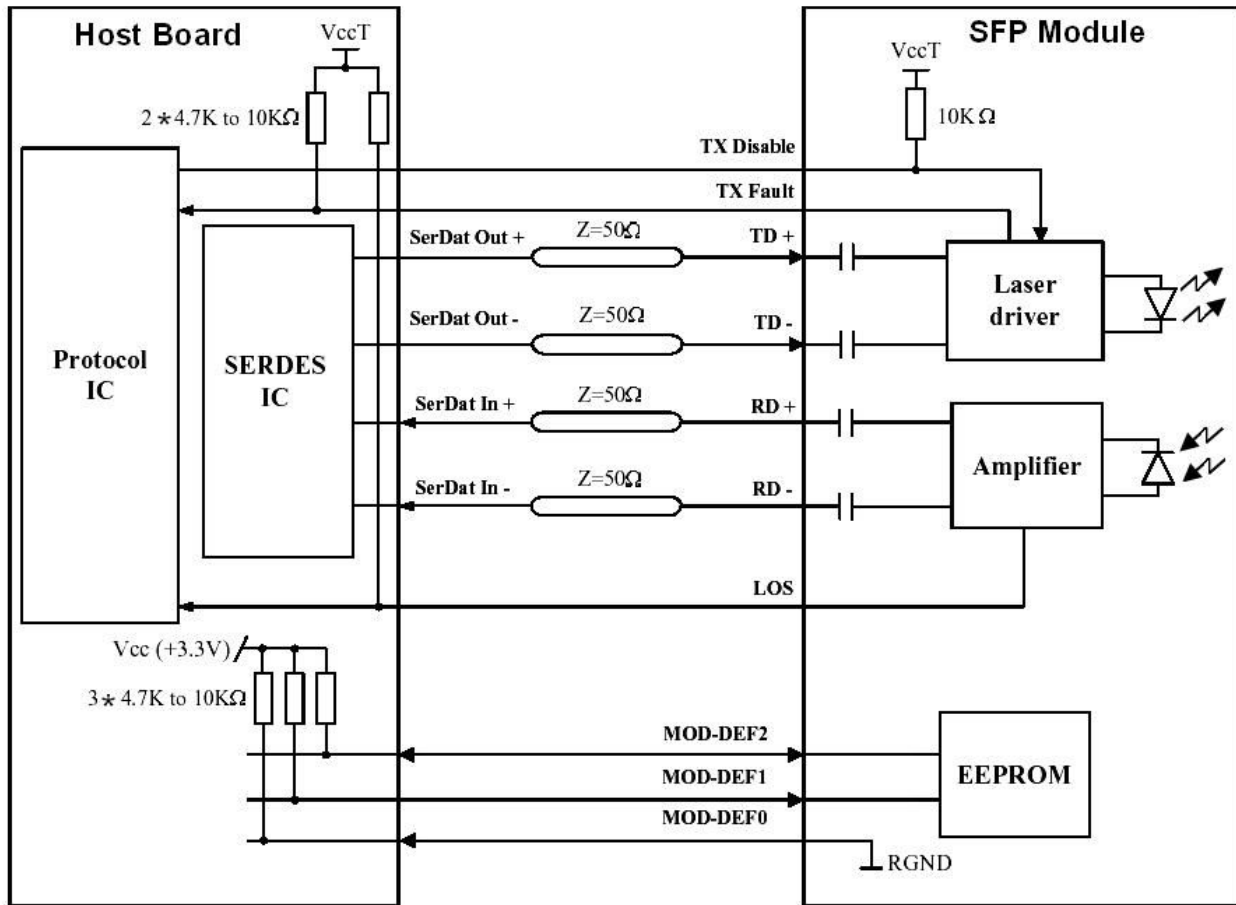 Host Board
SFP Module
VccT
VccT
2*4.7K to 10KΩ
10K Ω
TX Disable
TX Fault
SerDat Out +
Z=50Ω
TD +
Laser
driver
SerDat Out -
Z=50Ω
TD -
Protocol
IC
SERDES
IC
SerDat In +
Z=50Ω
RD +
Amplifier
SerDat In -
Z=50Ω
RD -
LOS
Vcc (+3.3V)
3* 4.7K to 10KΩ
MOD-DEF2
EEPROM
MOD-DEF1
MOD-DEF0
RGND